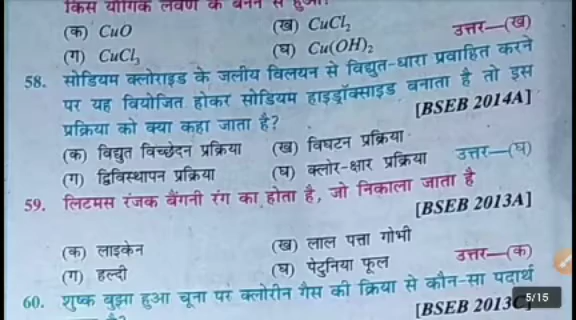 किस यौगिक लवण के बनने से हुआ?
(क) CuO (ख) CuCl2
(ग) CuCl3 (घ) Cu(OH)2 उत्तर—(ख)
58. सोडियम क्लोराइड के जलीय विलयन से विद्युत-धारा प्रवाहित करने
पर यह वियोजित होकर सोडियम हाइड्रॉक्साइड बनाता है तो इस
प्रक्रिया को क्या कहा जाता है? [BSEB 2014A]
(क) विद्युत विच्छेदन प्रक्रिया (ख) विघटन प्रक्रिया
(ग) द्विविस्थापन प्रक्रिया (घ) क्लोर-क्षार प्रक्रिया उत्तर—(घ)
59. लिटमस रंजक बैंगनी रंग का होता है, जो निकाला जाता है
[BSEB 2013A]
(क) लाइकेन (ख) लाल पत्ता गोभी
(ग) हल्दी (घ) पेटुनिया फूल उत्तर—(क)
60. शुष्क बुझा हुआ चूना पर क्लोरीन गैस की क्रिया से कौन-सा पदार्थ
[BSEB 2013C]
5/15